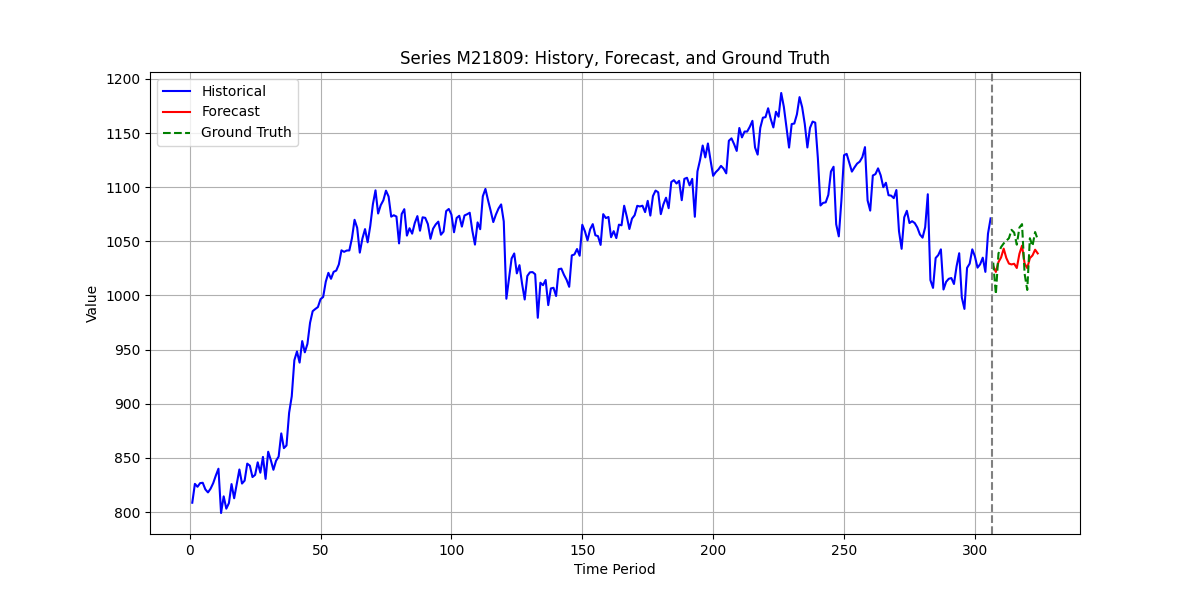 Series M21809: History, Forecast, and Ground Truth
Historical
Forecast
Ground Truth
1200
1150
1100
1050
1000
950
900
850
800
Value
0 50 100 150 200 250 300
Time Period